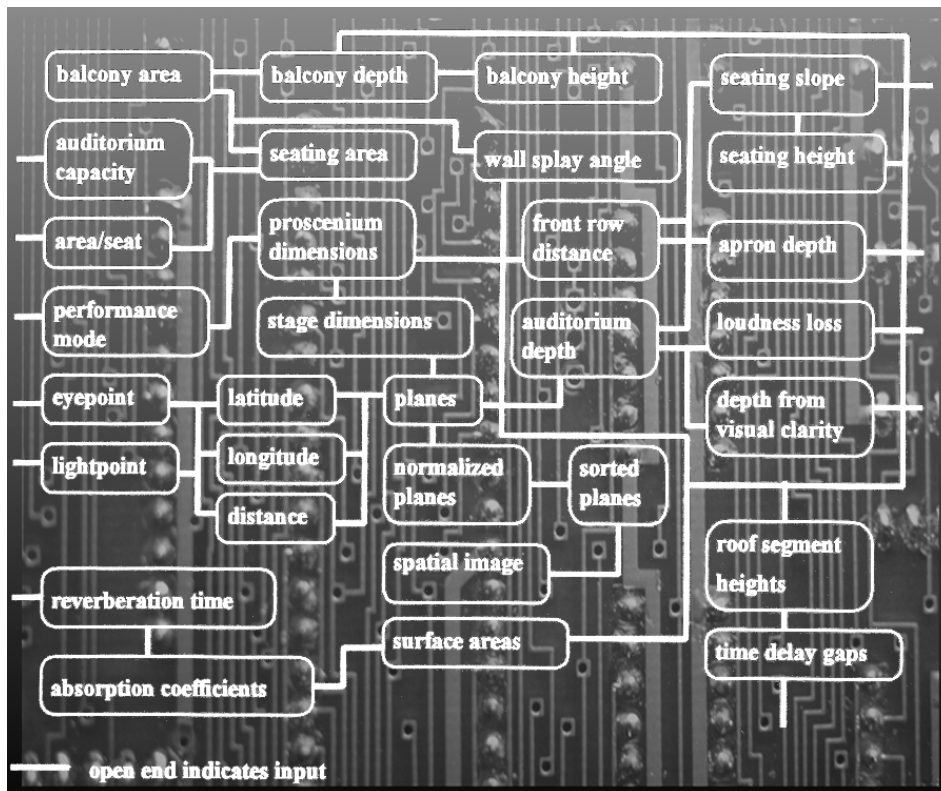 balcony area
balcony depth
balcony height
seating slope
auditorium
capacity
seating area
wall splay angle
seating height
area/seat
proscenium
dimensions
front row
distance
apron depth
performance
mode
stage dimensions
auditorium
depth
loudness loss
eyepoint
latitude
planes
depth from
visual clarity
lightpoint
longitude
normalized
planes
sorted
planes
distance
roof segment
heights
spatial image
reverberation time
surface areas
time delay gaps
absorption coefficients
open end indicates input